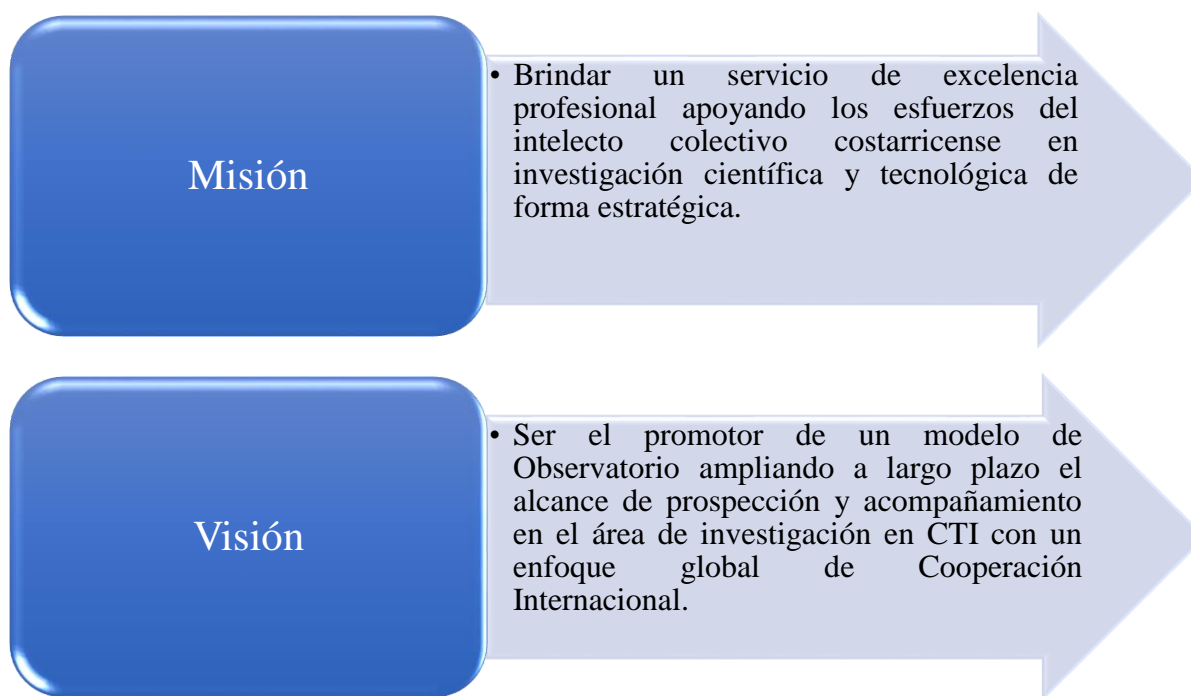 Misión
• Brindar un servicio de excelencia
profesional apoyando los esfuerzos del
intelecto colectivo costarricense en
investigación científica y tecnológica de
forma estratégica.
Visión
• Ser el promotor de un modelo de
Observatorio ampliando a largo plazo el
alcance de prospección y acompañamiento
en el área de investigación en CTI con un
enfoque global de Cooperación
Internacional.